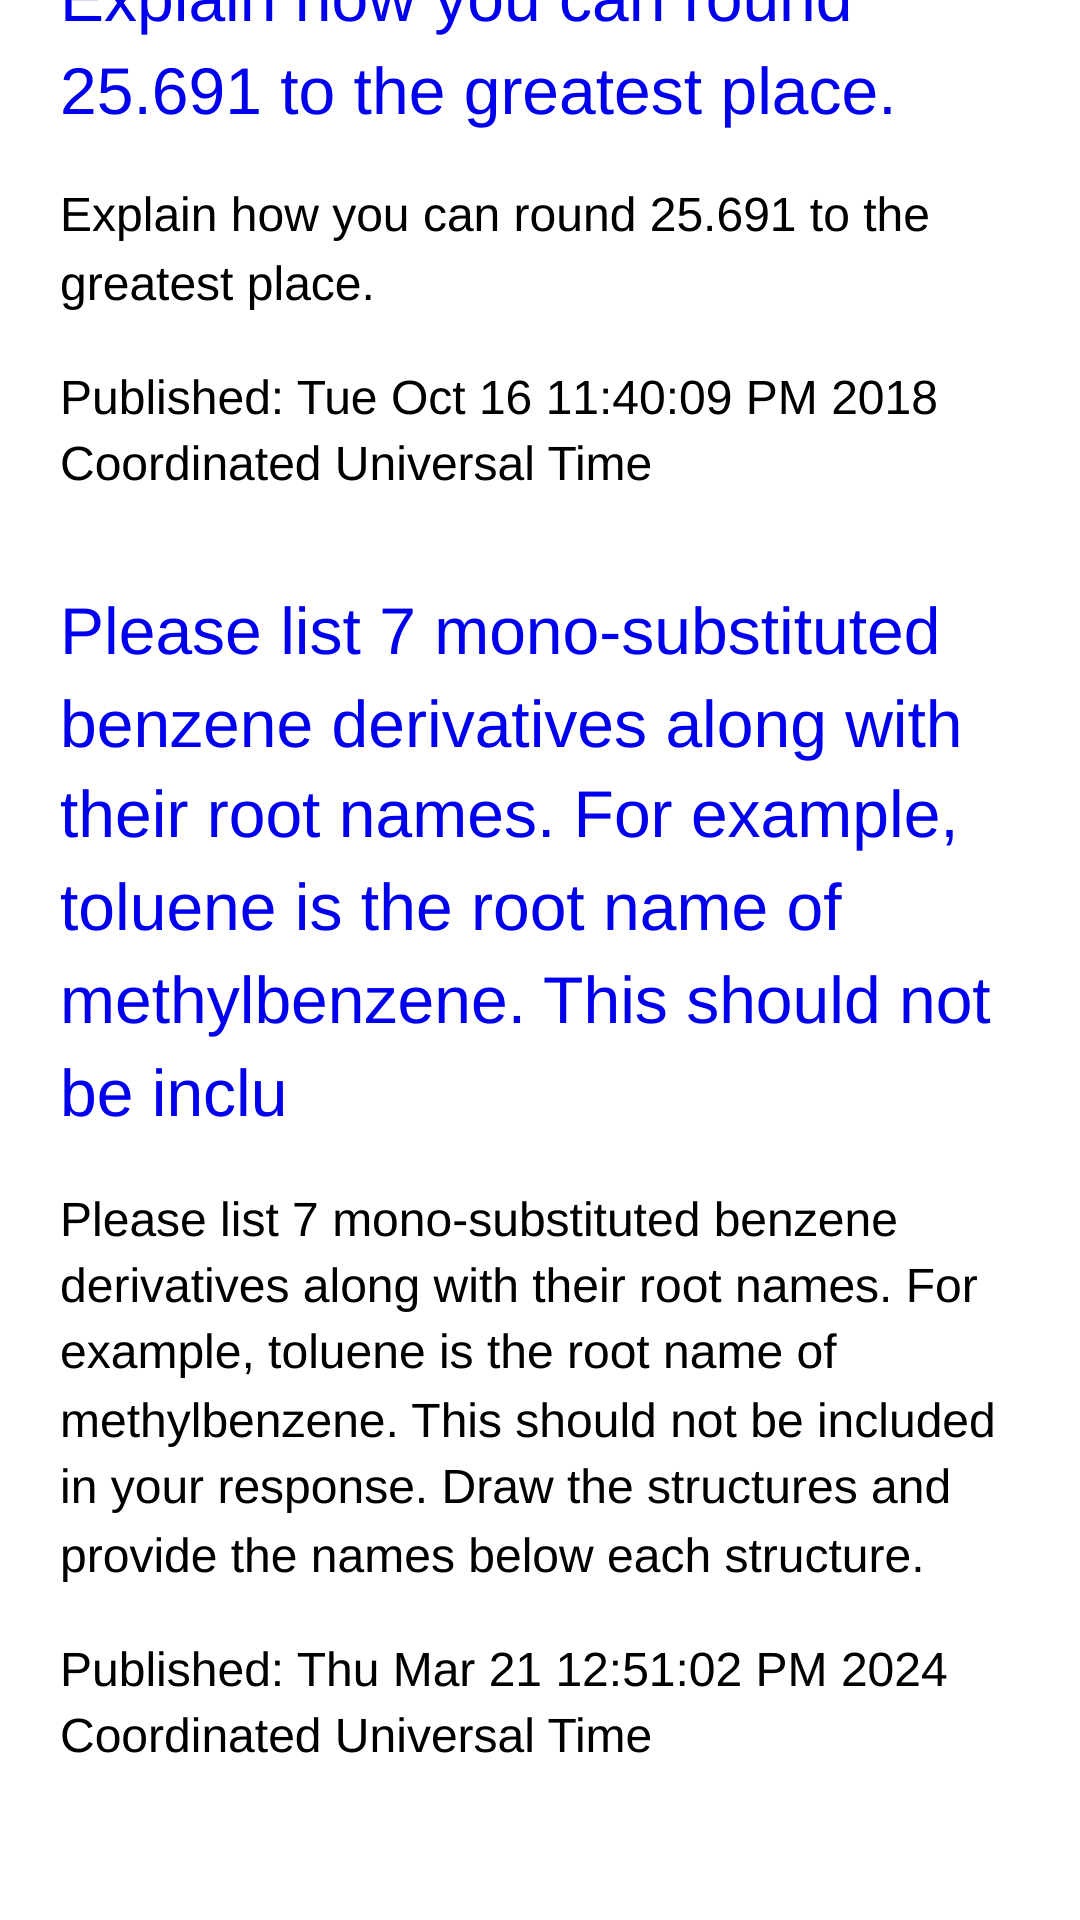 Explain how you can round
25.691 to the greatest place.
Explain how you can round 25.691 to the
greatest place.
Published: Tue Oct 16 11:40:09 PM 2018
Coordinated Universal Time
Please list 7 mono-substituted
benzene derivatives along with
their root names. For example,
toluene is the root name of
methylbenzene. This should not
be inclu
Please list 7 mono-substituted benzene
derivatives along with their root names. For
example, toluene is the root name of
methylbenzene. This should not be included
in your response. Draw the structures and
provide the names below each structure.
Published: Thu Mar 21 12:51:02 PM 2024
Coordinated Universal Time